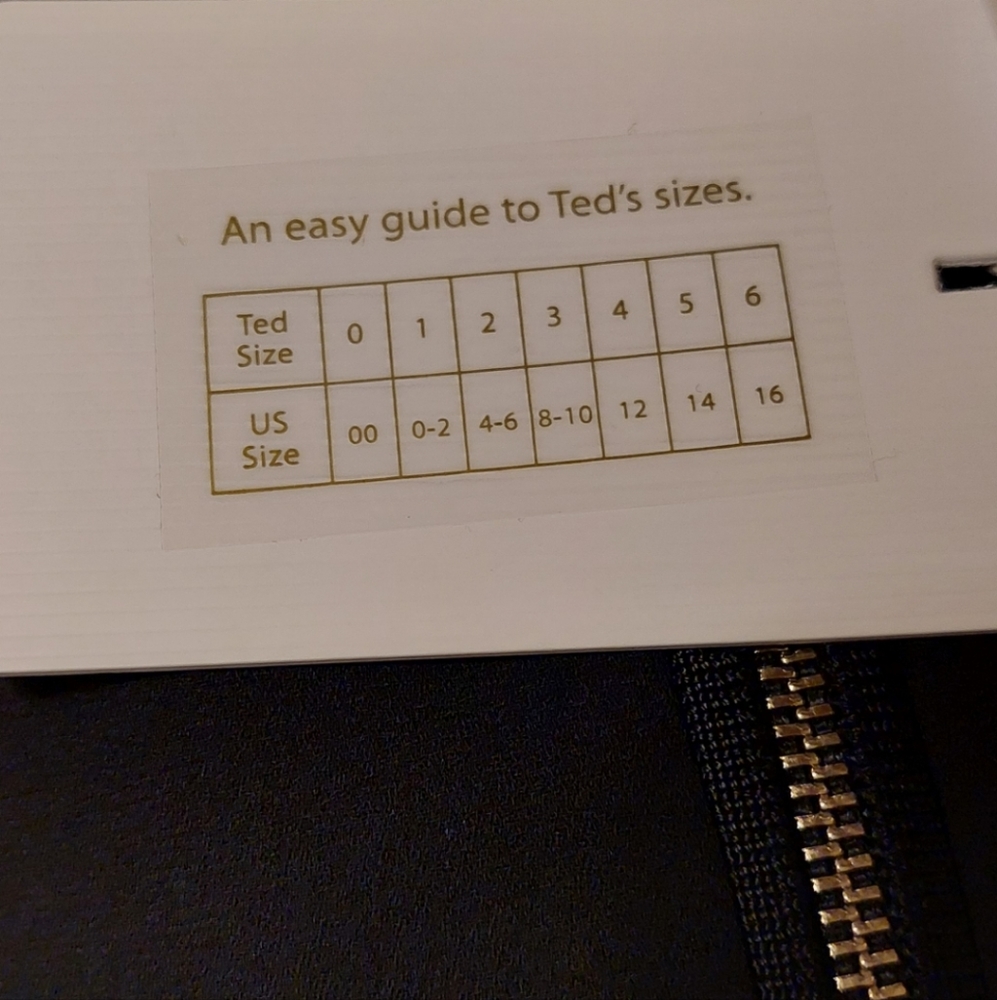 An easy guide to Ted's sizes.
Ted Size 0 1 2 3 4 5 6
US Size 00 0-2 4-6 8-10 12 14 16